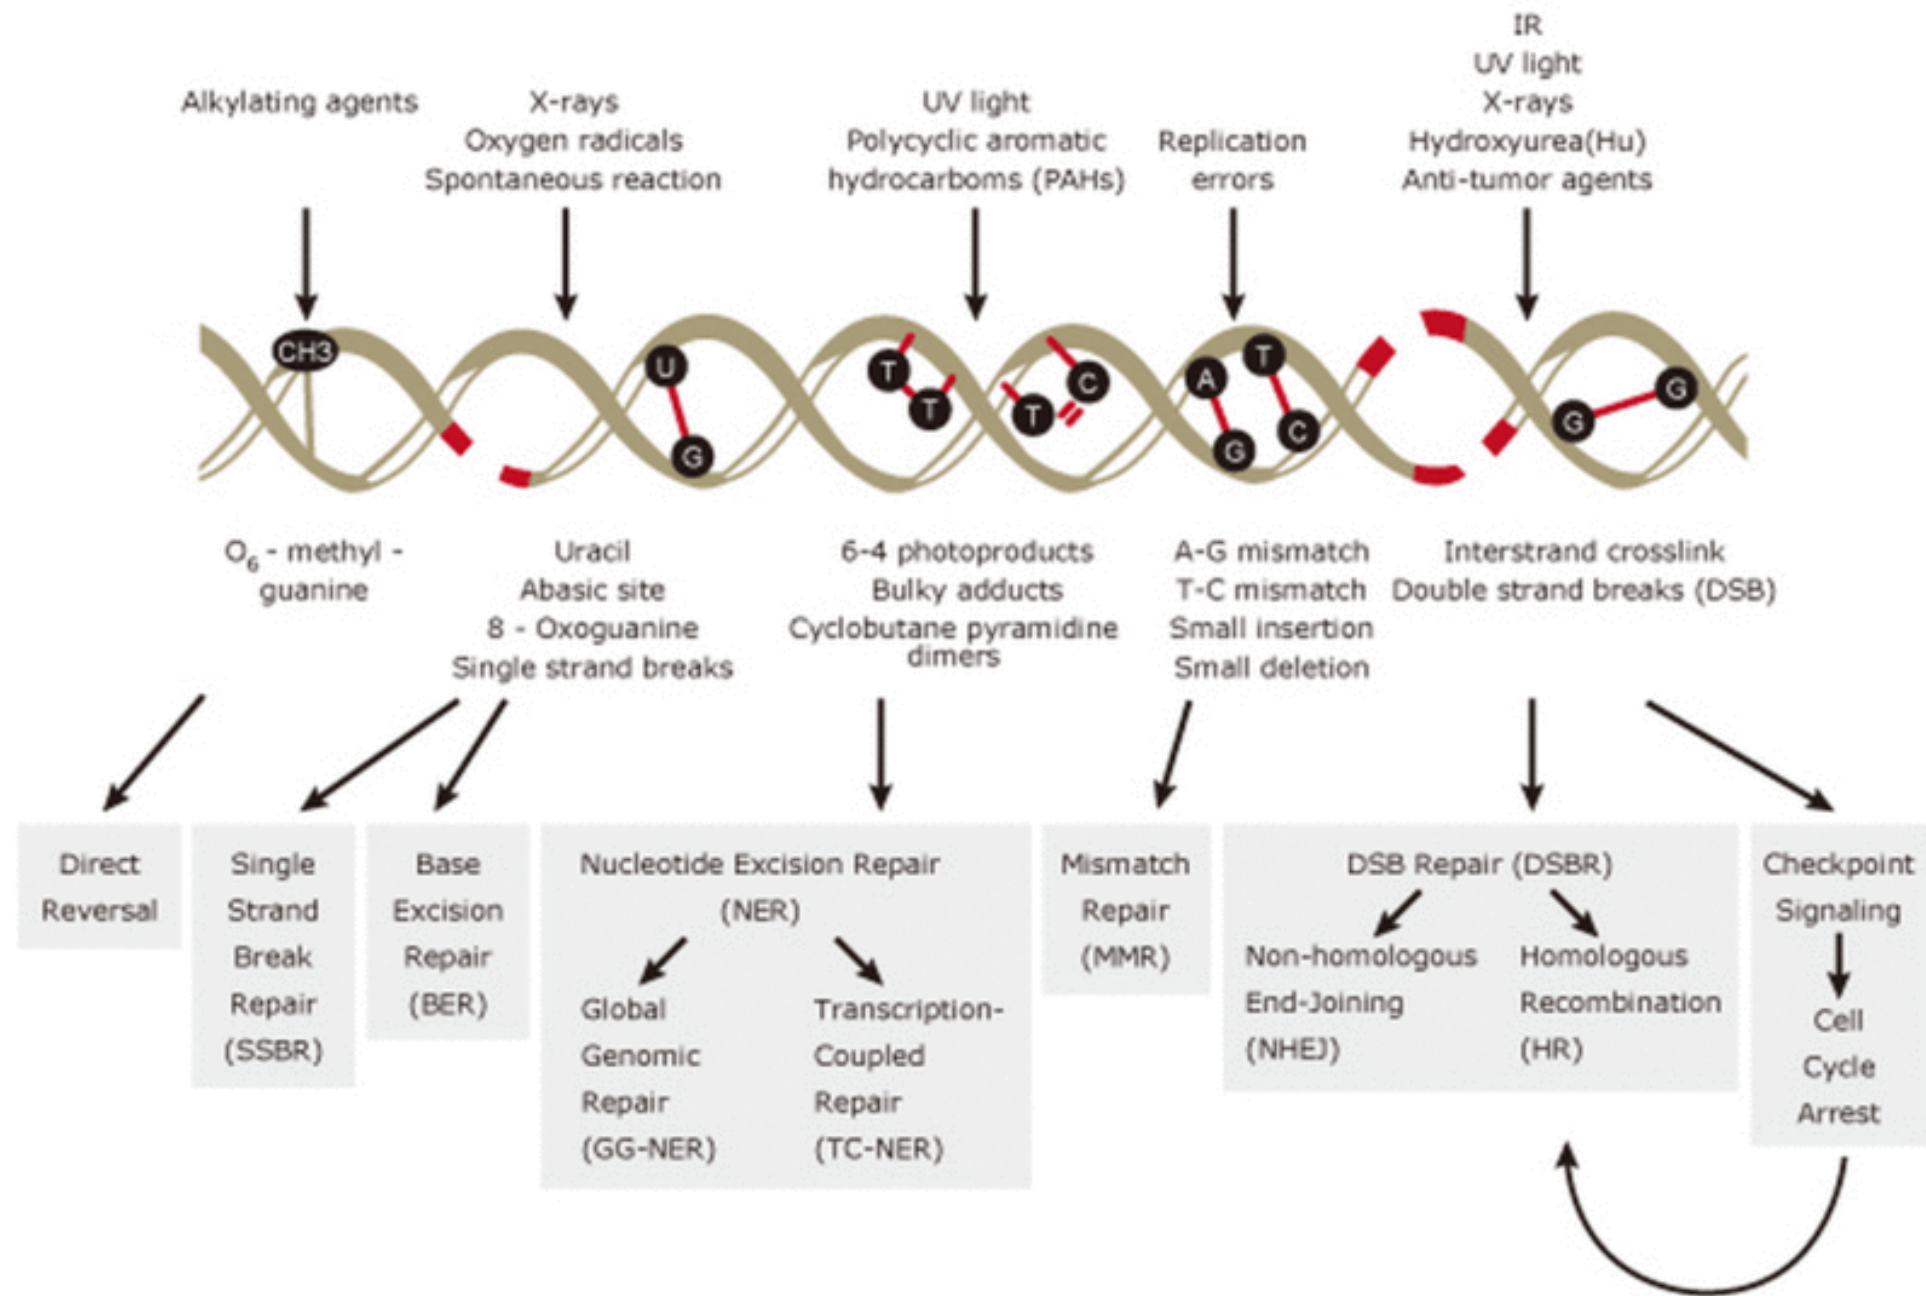 Alkylating agents
X-rays
Oxygen radicals
Spontaneous reaction
UV light
Polycyclic aromatic
hydrocarboms (PAHs)
Replication
errors
IR
UV light
X-rays
Hydroxyurea(Hu)
Anti-tumor agents
CH3
U
G
T
T
T
C
A
G
T
C
G
G
O6 - methyl -
guanine
Uracil
Abasic site
8 - Oxoguanine
Single strand breaks
6-4 photoproducts
Bulky adducts
Cyclobutane pyramidine
dimers
A-G mismatch
T-C mismatch
Small insertion
Small deletion
Interstrand crosslink
Double strand breaks (DSB)
Direct
Reversal
Single
Strand
Break
Repair
(SSBR)
Base
Excision
Repair
(BER)
Nucleotide Excision Repair
(NER)
Global
Genomic
Repair
(GG-NER)
Transcription-
Coupled
Repair
(TC-NER)
Mismatch
Repair
(MMR)
DSB Repair (DSBR)
Non-homologous
End-Joining
(NHEJ)
Homologous
Recombination
(HR)
Checkpoint
Signaling
Cell
Cycle
Arrest